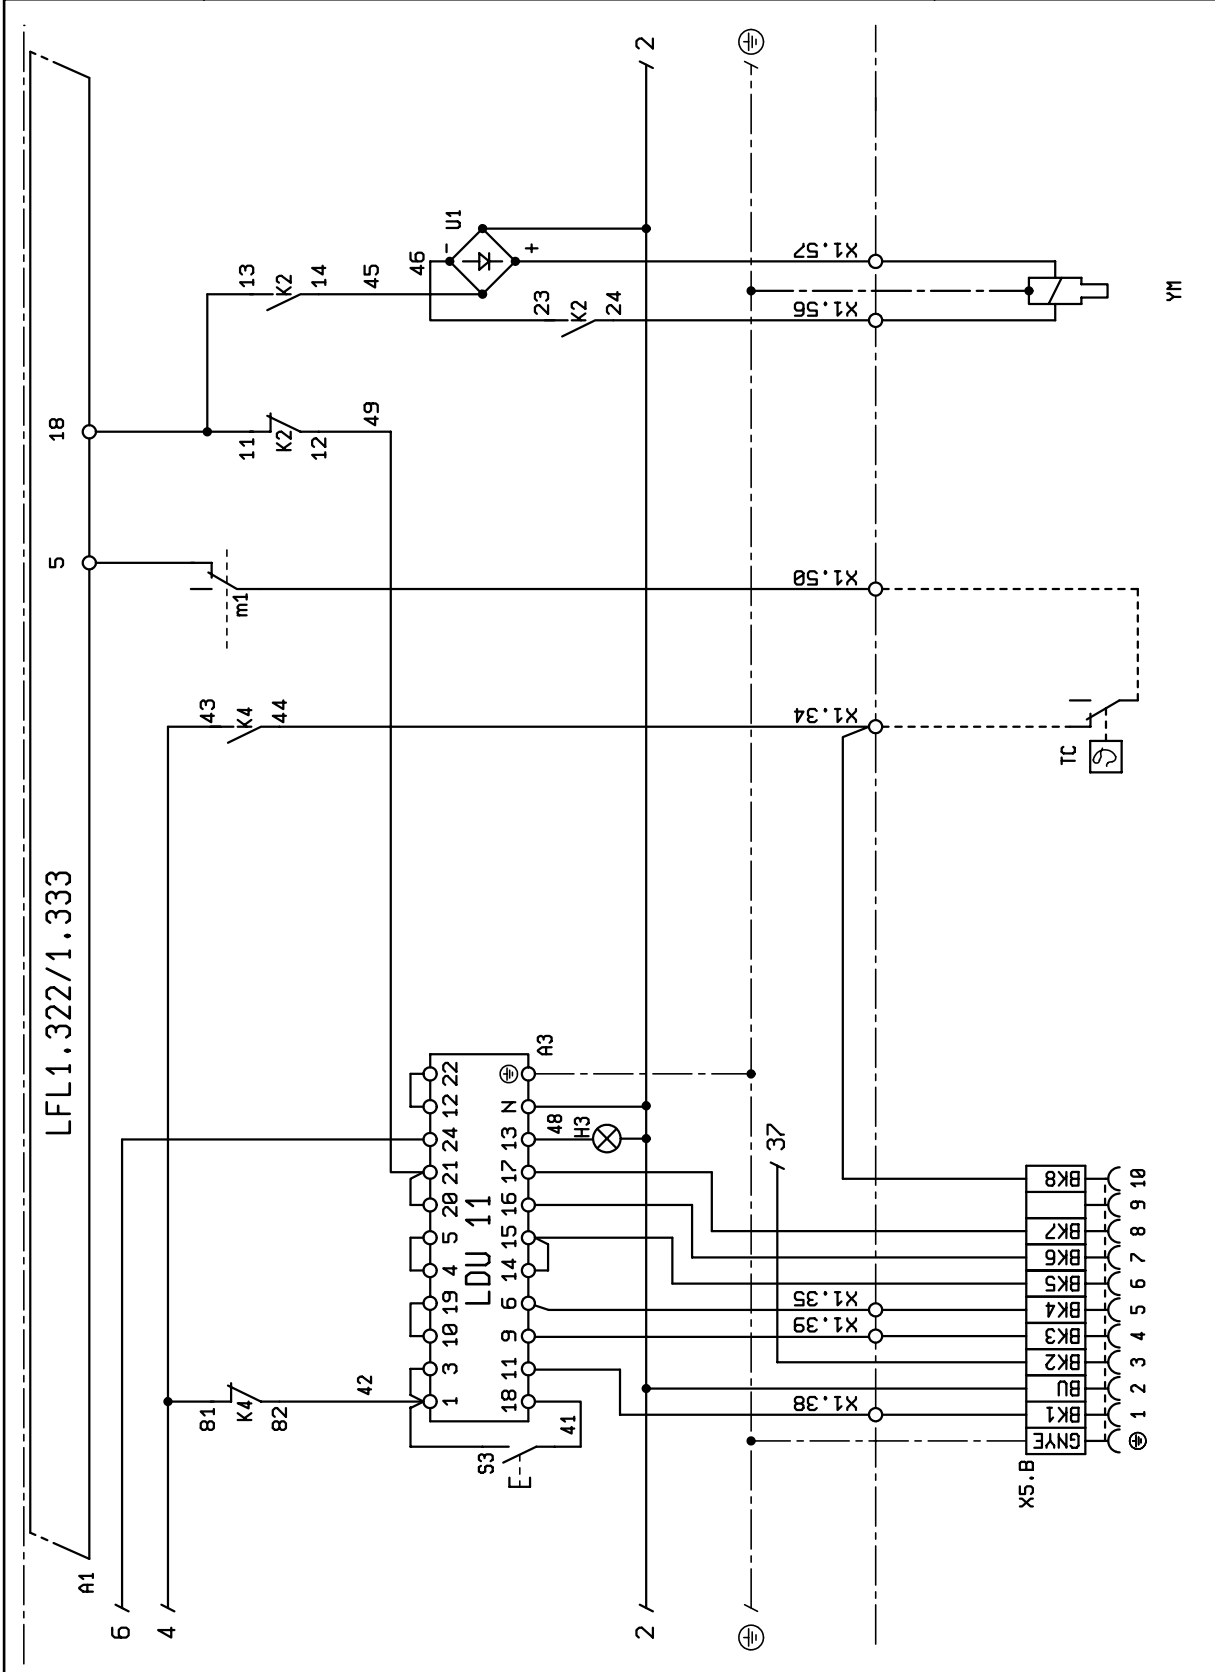 LFL1.322/1.333
A1
5
18
6
4
2
2
81
K4
82
42
43
K4
44
m1
11
K2
12
49
13
K2
14
45
46
U1
-
+
23
K2
24
S3
E
41
LDU 11
A3
1
3
10
19
4
5
20
21
24
12
22
18
11
9
6
14
15
16
17
13
N
48
H3
37
X1.38
X1.39
X1.35
X1.34
X1.50
X1.56
X1.57
TC
YM
X5.B
GNYE
BK1
BU
BK2
BK3
BK4
BK5
BK6
BK7
BK8
1
2
3
4
5
6
7
8
9
10